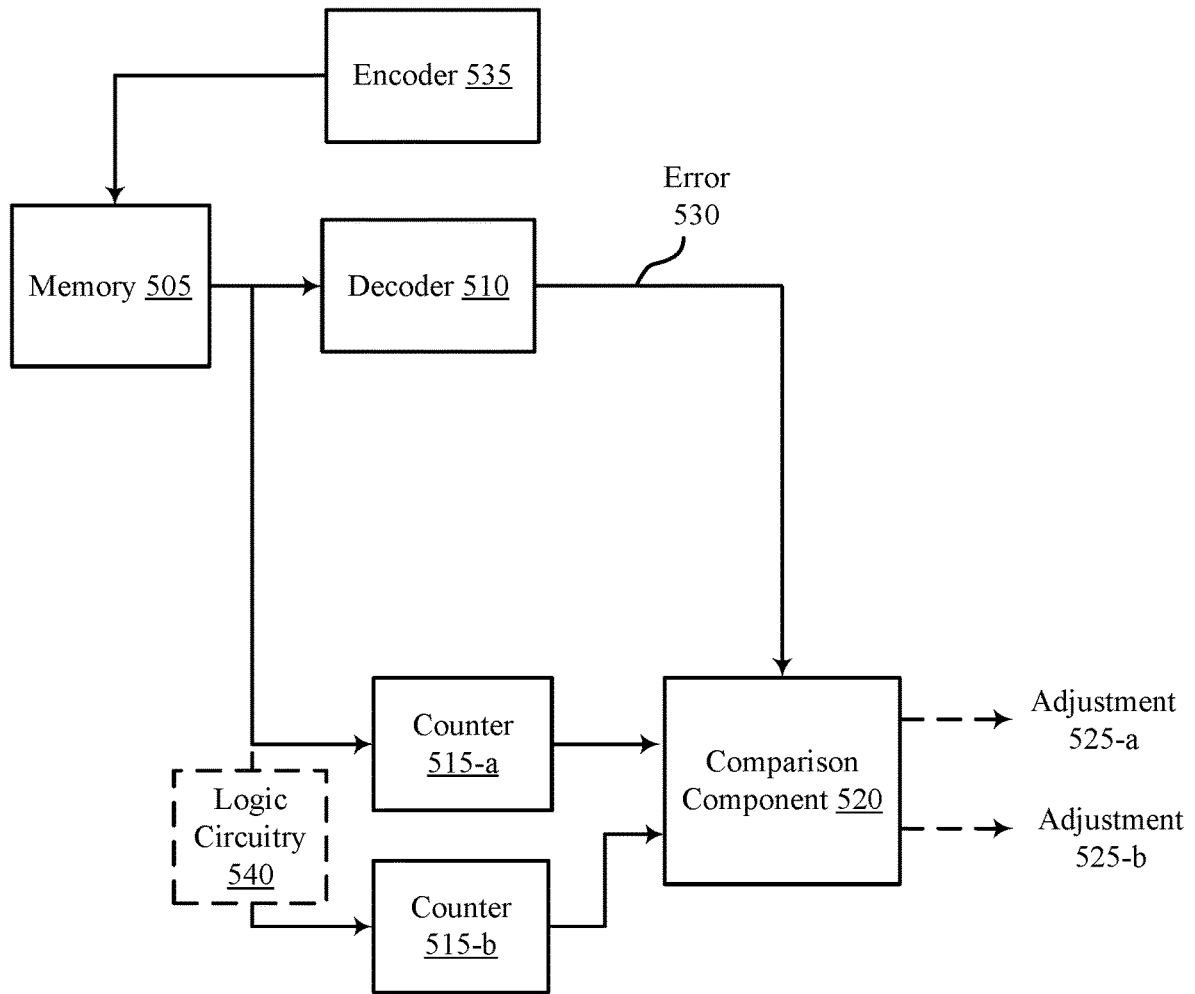 Encoder 535
Error
530
Memory 505
Decoder 510
Counter
515-a
Comparison
Component 520
Adjustment
525-a
Logic
Circuitry
540
Adjustment
525-b
Counter
515-b